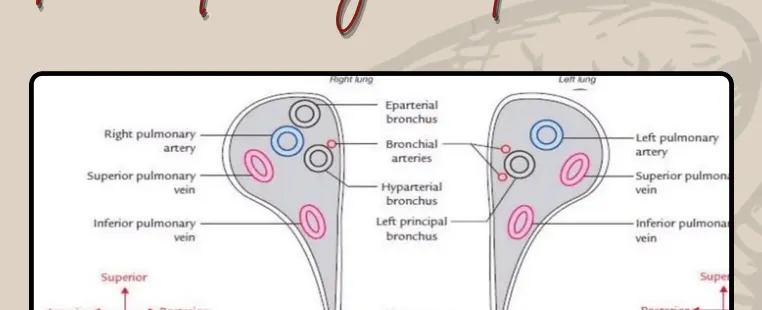 Right lung
Left lung
Eparterial
bronchus
Right pulmonary
artery
Bronchial
arteries
Left pulmonary
artery
Superior pulmonary
vein
Hyparterial
bronchus
Superior pulmona
vein
Inferior pulmonary
vein
Left principal
bronchus
Inferior pulmona
vein
Superior
Super